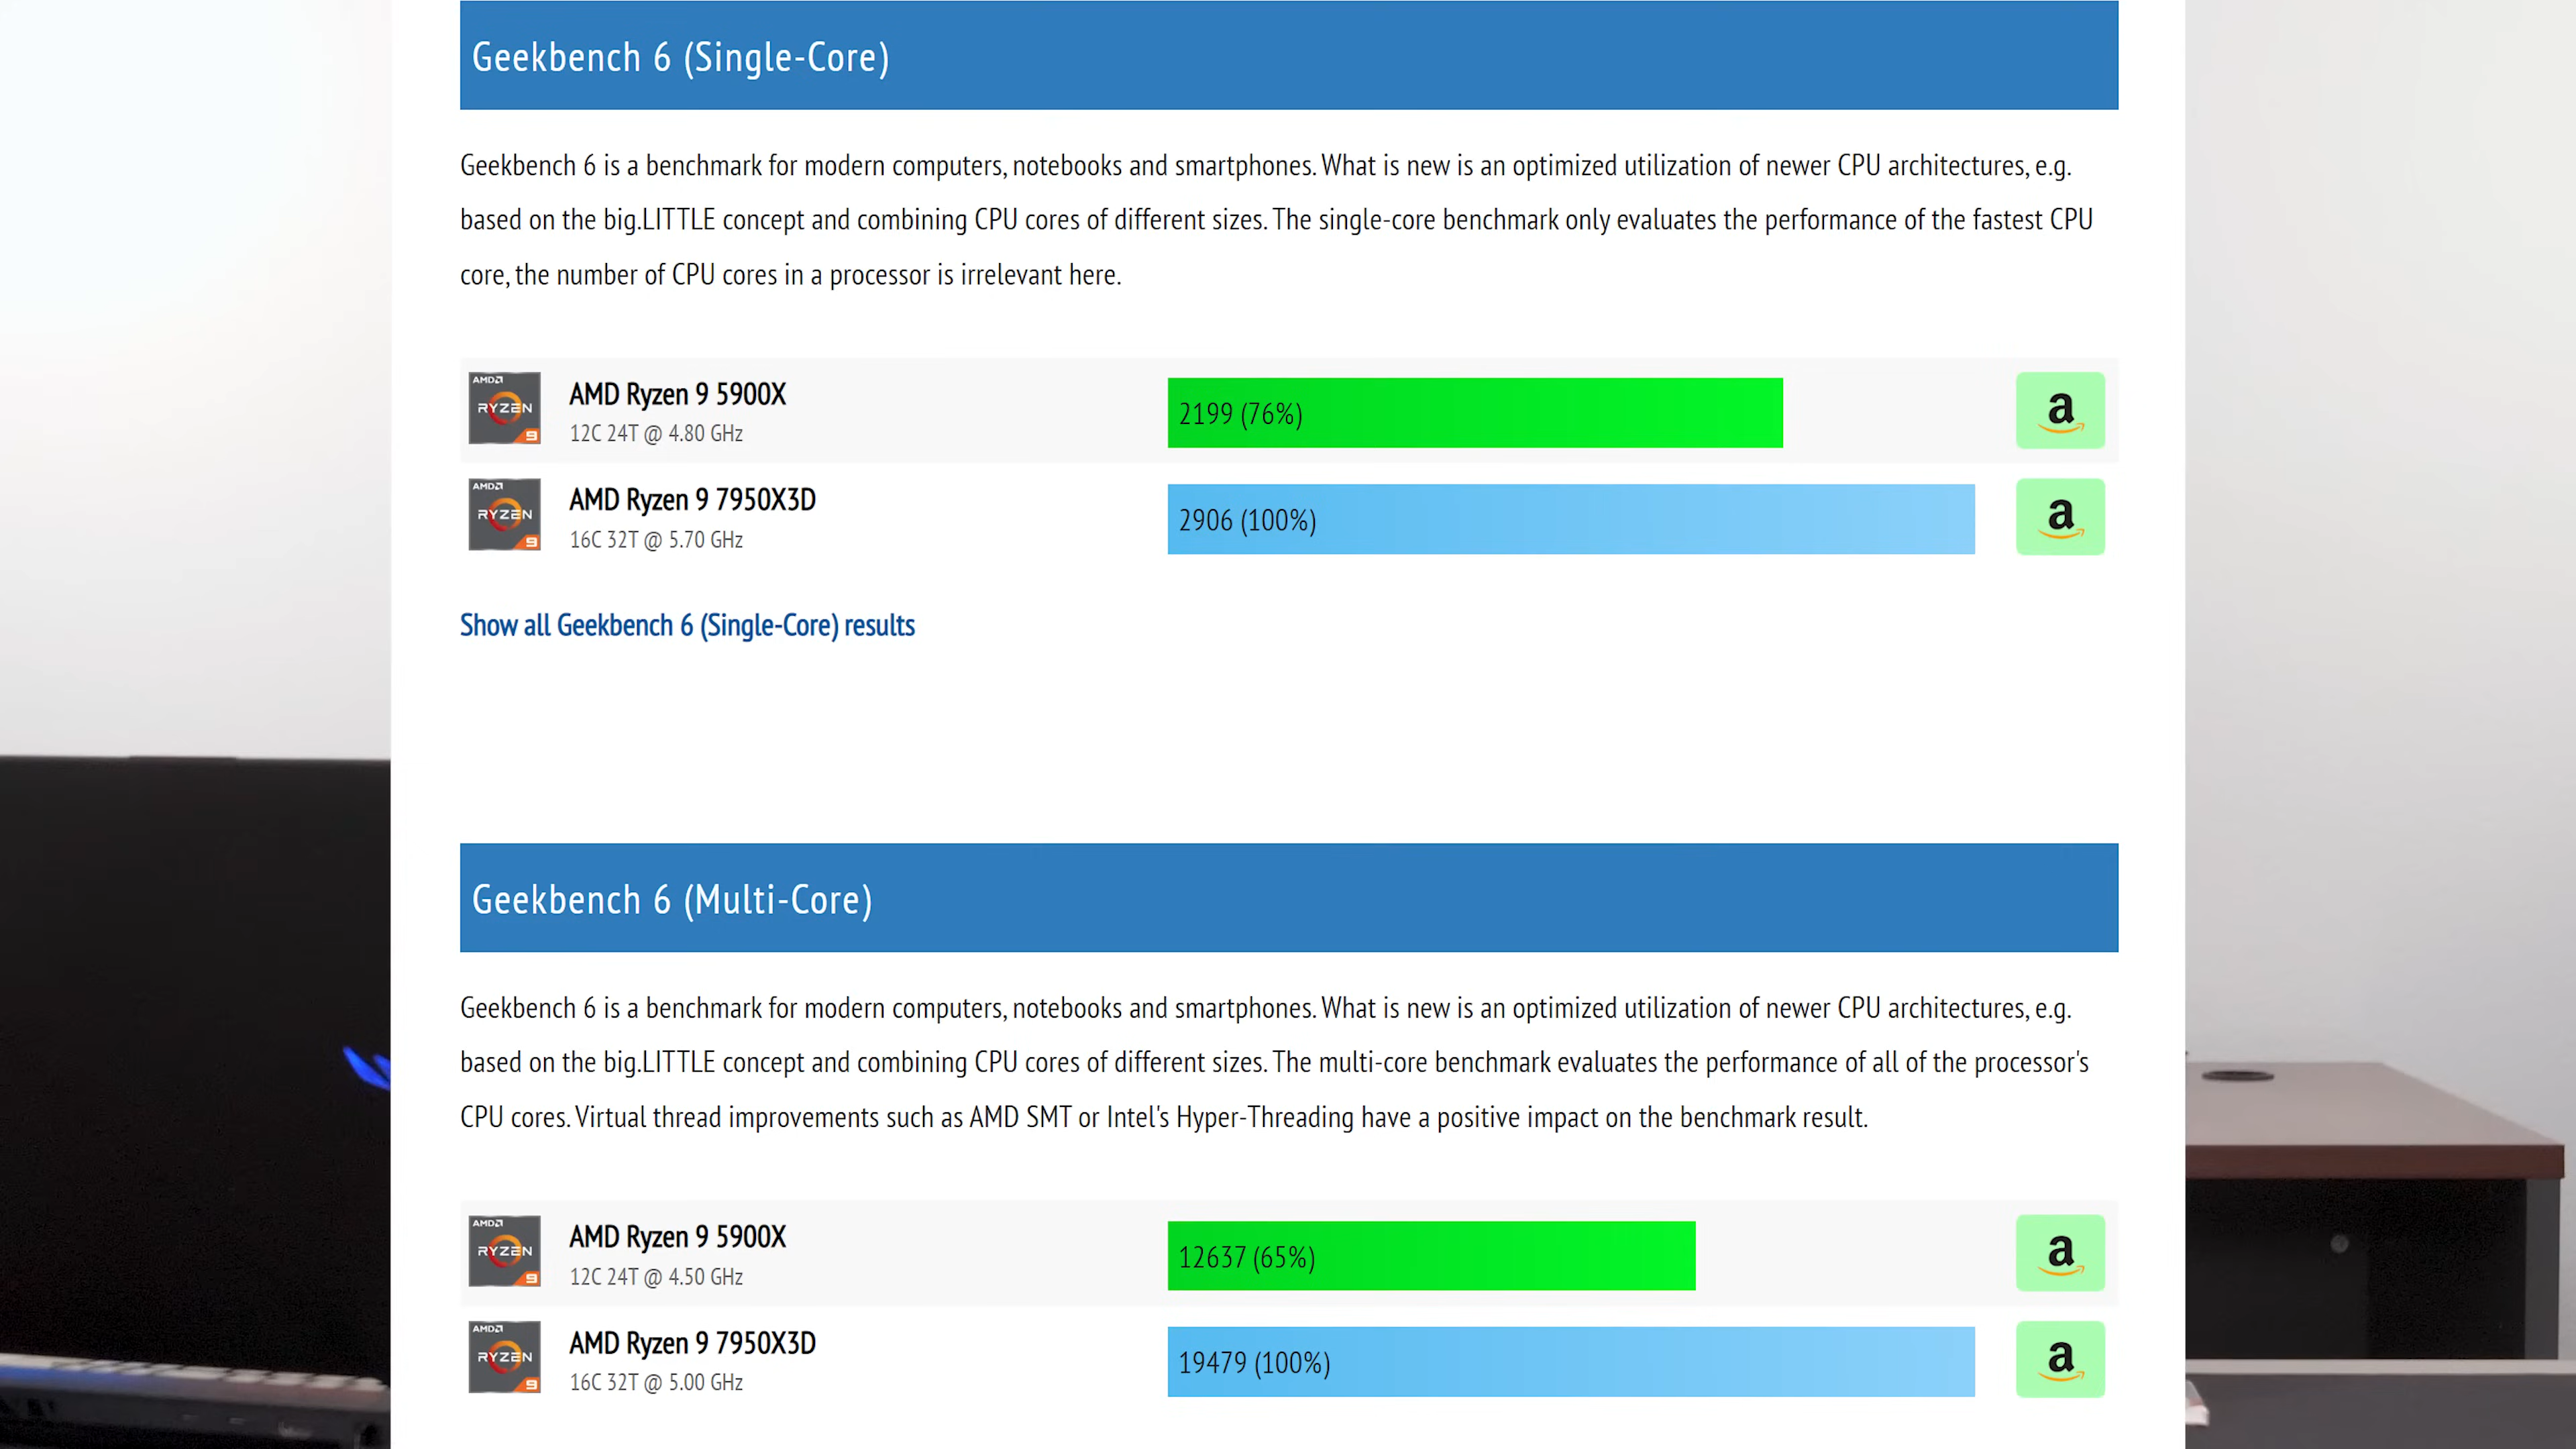 Geekbench 6 (Single-Core)
Geekbench 6 is a benchmark for modern computers, notebooks and smartphones. What is new is an optimized utilization of newer CPU architectures, e.g.
based on the big.LITTLE concept and combining CPU cores of different sizes. The single-core benchmark only evaluates the performance of the fastest CPU
core, the number of CPU cores in a processor is irrelevant here.
AMD
RYZEN
9
AMD Ryzen 9 5900X
12C 24T @ 4.80 GHz
2199 (76%)
a
AMD
RYZEN
9
AMD Ryzen 9 7950X3D
16C 32T @ 5.70 GHz
2906 (100%)
a
Show all Geekbench 6 (Single-Core) results
Geekbench 6 (Multi-Core)
Geekbench 6 is a benchmark for modern computers, notebooks and smartphones. What is new is an optimized utilization of newer CPU architectures, e.g.
based on the big.LITTLE concept and combining CPU cores of different sizes. The multi-core benchmark evaluates the performance of all of the processor's
CPU cores. Virtual thread improvements such as AMD SMT or Intel's Hyper-Threading have a positive impact on the benchmark result.
AMD
RYZEN
9
AMD Ryzen 9 5900X
12C 24T @ 4.50 GHz
12637 (65%)
a
AMD
RYZEN
9
AMD Ryzen 9 7950X3D
16C 32T @ 5.00 GHz
19479 (100%)
a